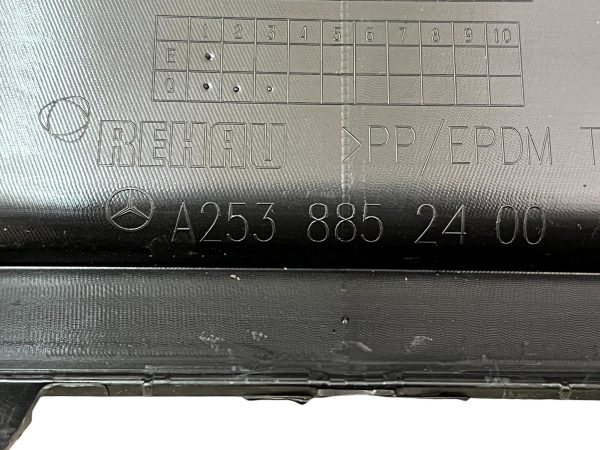 1 2 3 4 5 6 7 8 9 10
E
Q
REHAU >PP/EPDM T
A253 885 24 00